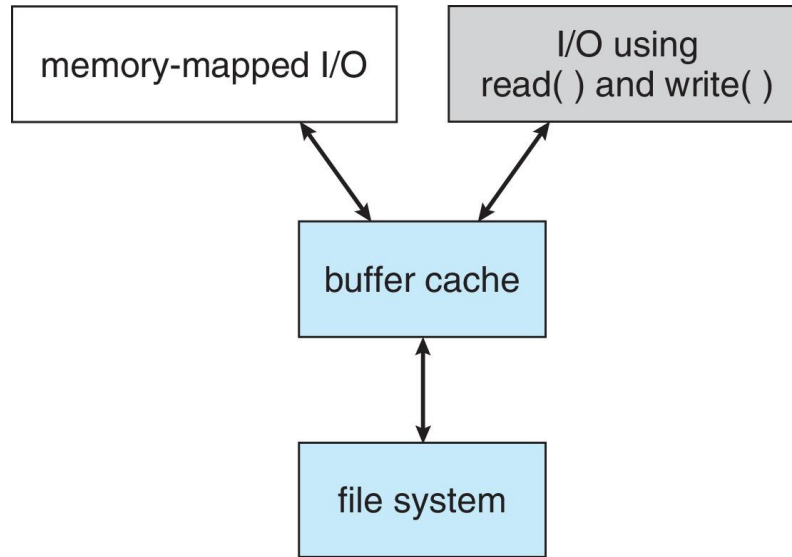 memory-mapped I/O
I/O using
read( ) and write( )
buffer cache
file system